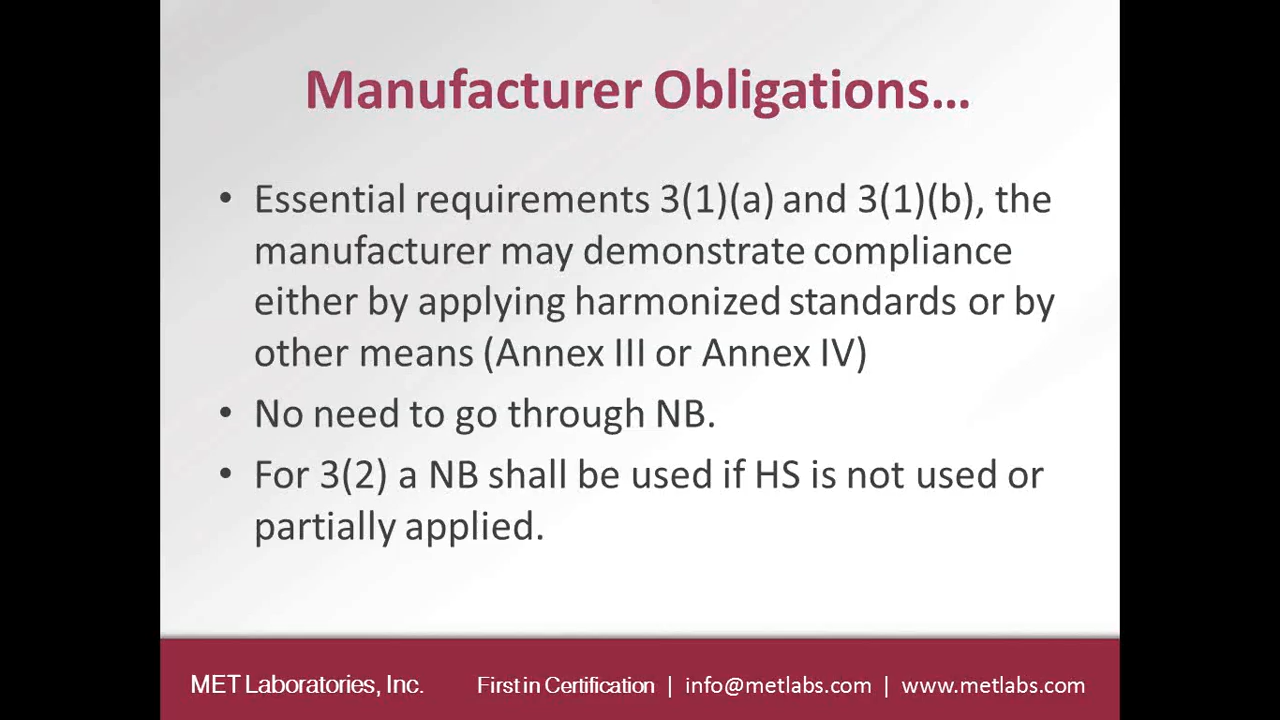 Manufacturer Obligations…
• Essential requirements 3(1)(a) and 3(1)(b), the
manufacturer may demonstrate compliance
either by applying harmonized standards or by
other means (Annex III or Annex IV)
• No need to go through NB.
• For 3(2) a NB shall be used if HS is not used or
partially applied.
MET Laboratories, Inc. First in Certification | info@metlabs.com | www.metlabs.com